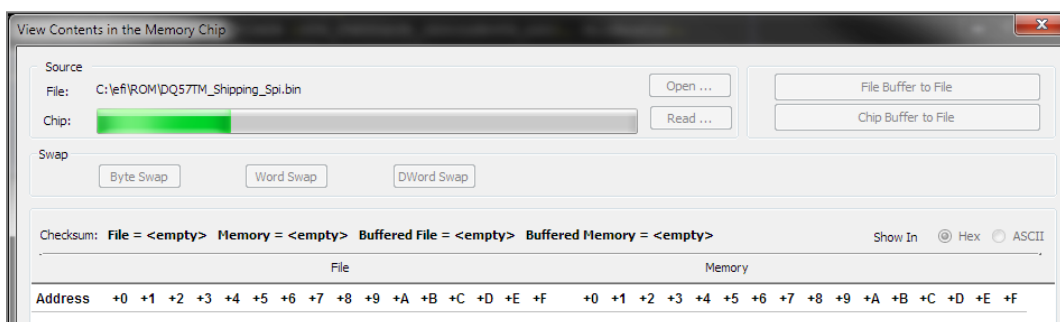 View Contents in the Memory Chip
Source
File: C:\efi\ROM\DQ57TM_Shipping_Spi.bin Open ... File Buffer to File
Chip: Read ... Chip Buffer to File
Swap
Byte Swap Word Swap DWord Swap
Checksum: File = <empty> Memory = <empty> Buffered File = <empty> Buffered Memory = <empty> Show In Hex ASCII
File Memory
Address +0 +1 +2 +3 +4 +5 +6 +7 +8 +9 +A +B +C +D +E +F +0 +1 +2 +3 +4 +5 +6 +7 +8 +9 +A +B +C +D +E +F